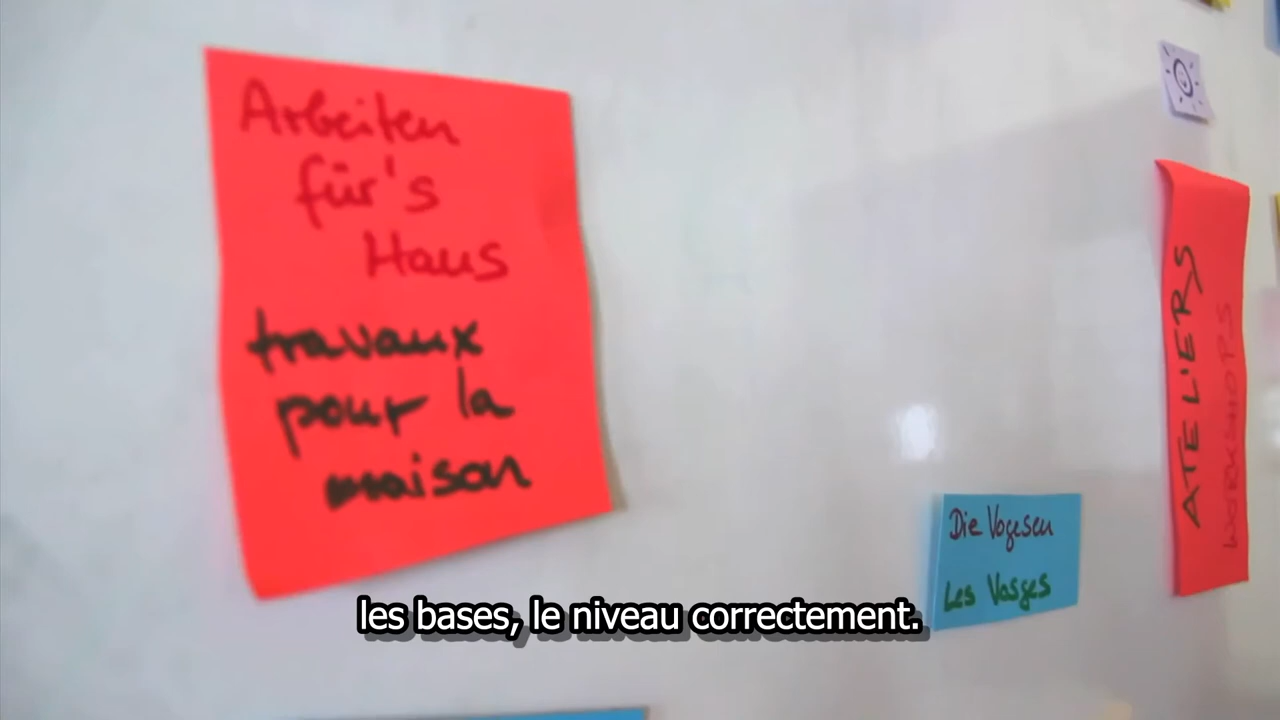 Arbeiten
für's
Haus
travaux
pour la
maison
Die Vogesen
Les Vosges
ATELIERS
WORKSHOPS
les bases, le niveau correctement.